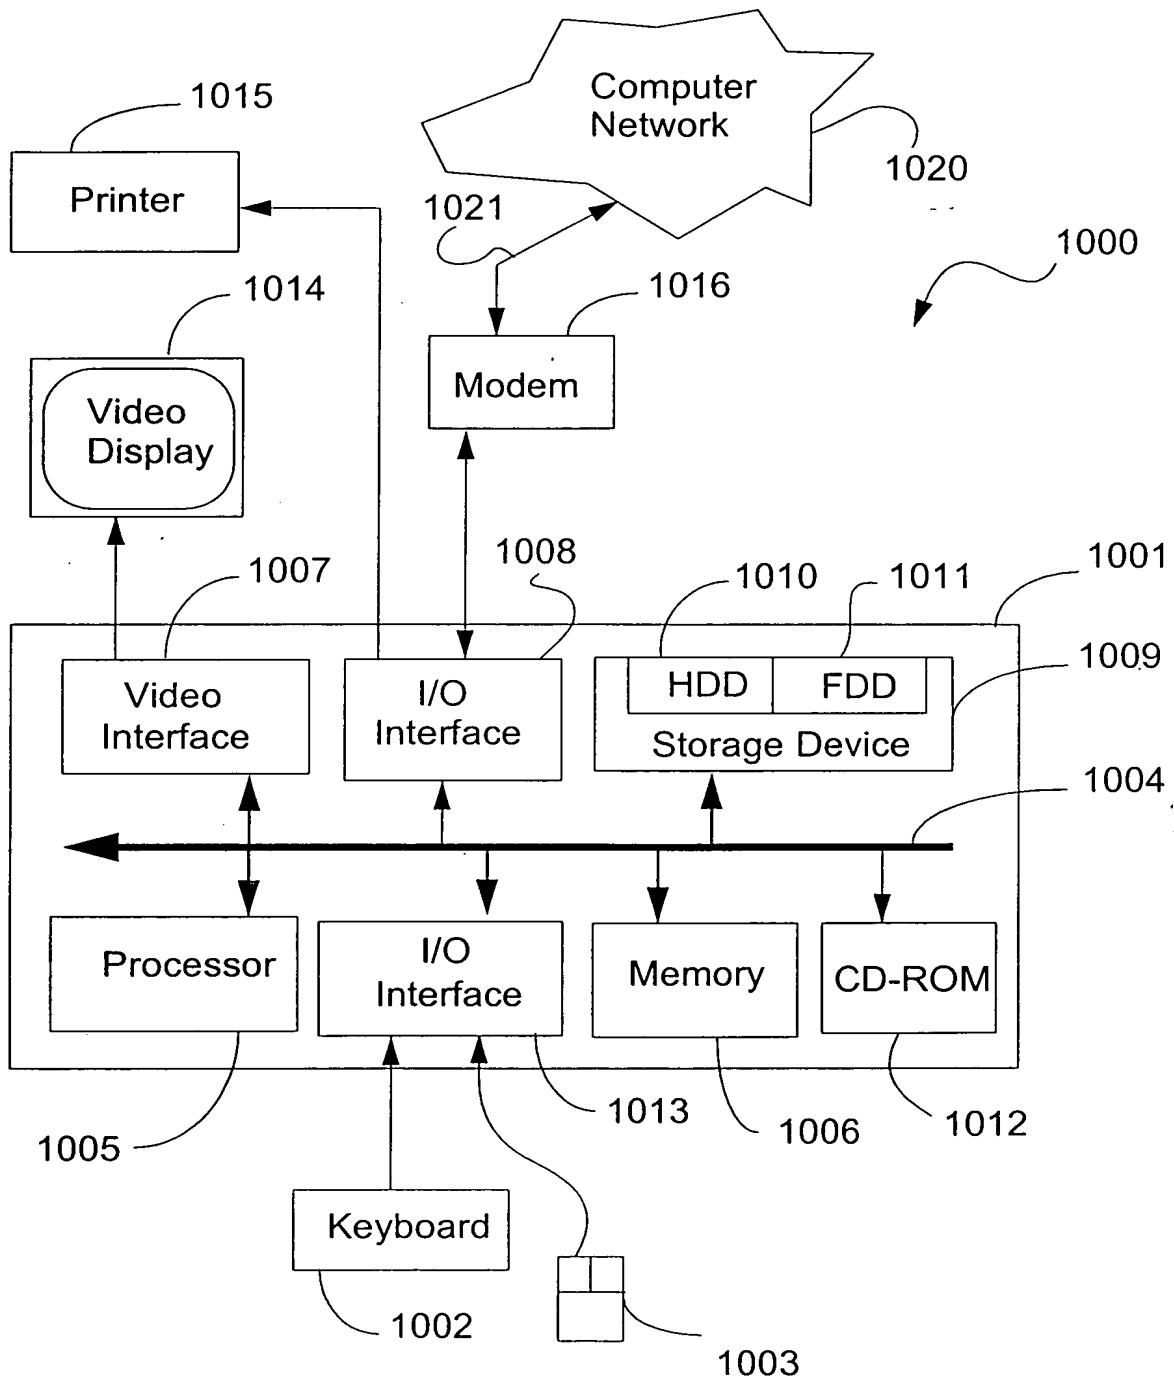 1015
Computer
Network
1020
Printer
1021
1000
1014
1016
Video
Display
Modem
1007
1008
1010
1011
1001
Video
Interface
I/O
Interface
HDD
FDD
Storage Device
1009
1004
Processor
I/O
Interface
Memory
CD-ROM
1005
1013
1006
1012
Keyboard
1002
1003